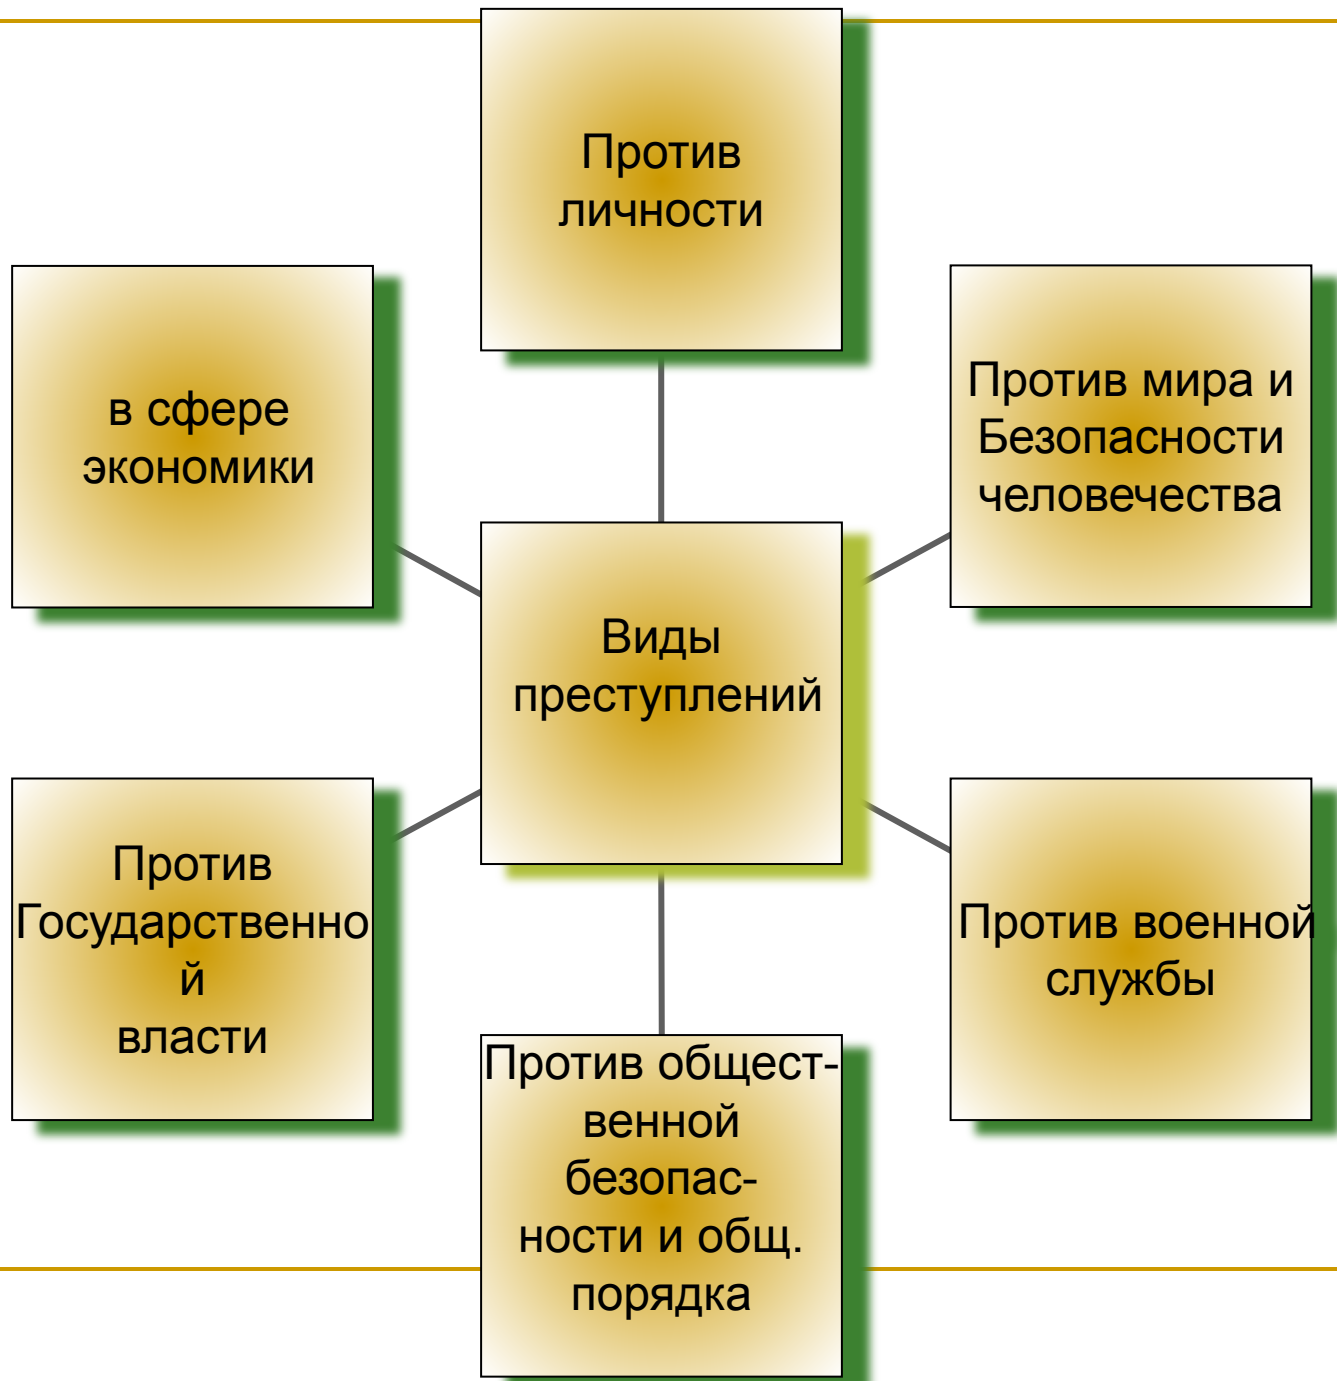 Против
личности
в сфере
экономики
Против мира и
Безопасности
человечества
Виды
преступлений
Против
Государственно
й
власти
Против военной
службы
Против общест-
венной
безопас-
ности и общ.
порядка